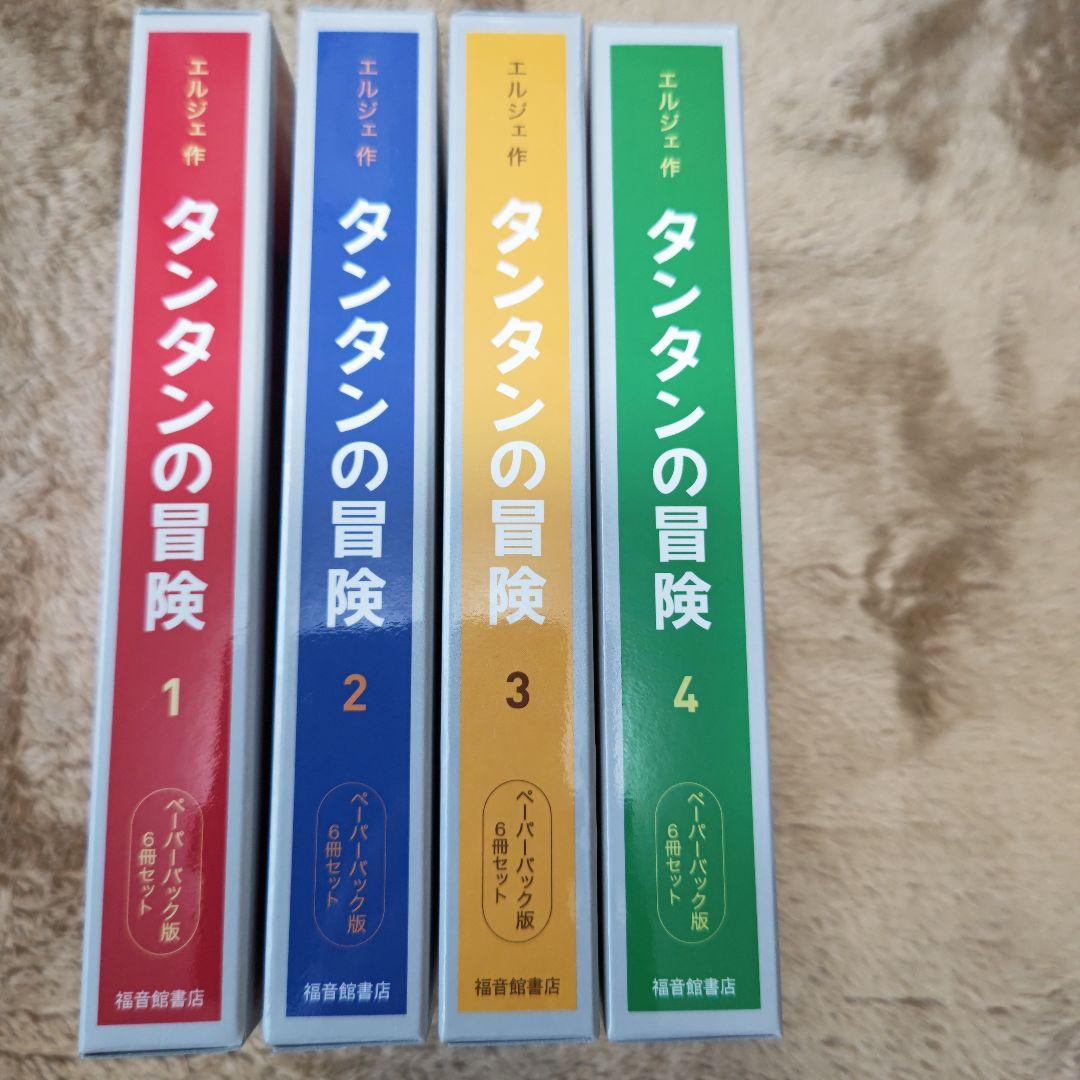 エルジェ 作
タンタンの冒険
1
ペーパーバック版
6冊セット
福音館書店
エルジェ 作
タンタンの冒険
2
ペーパーバック版
6冊セット
福音館書店
エルジェ 作
タンタンの冒険
3
ペーパーバック版
6冊セット
福音館書店
エルジェ 作
タンタンの冒険
4
ペーパーバック版
6冊セット
福音館書店